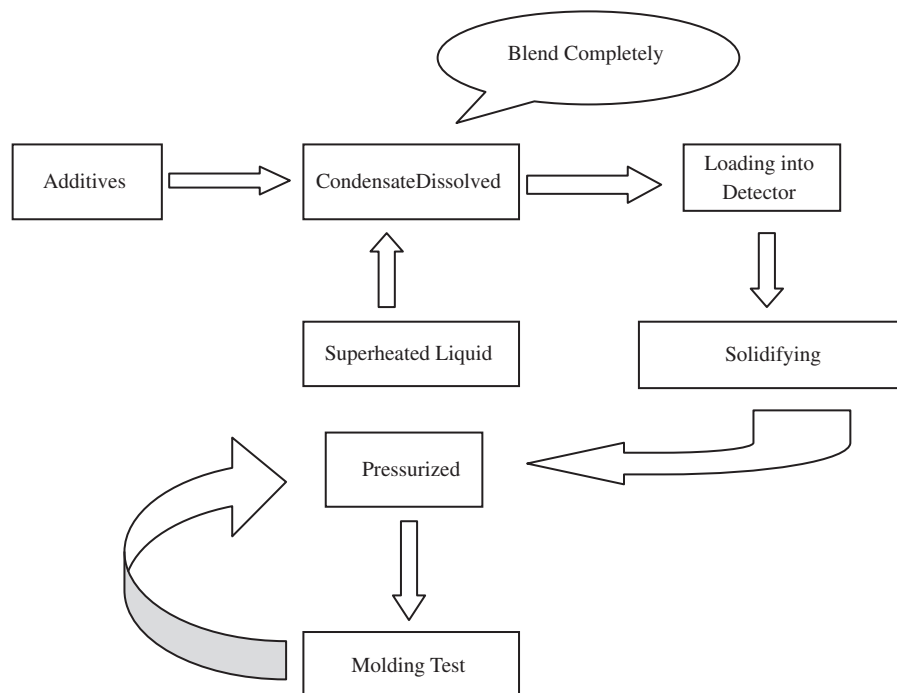 Blend Completely
Additives
CondensateDissolved
Loading into
Detector
Superheated Liquid
Solidifying
Pressurized
Molding Test